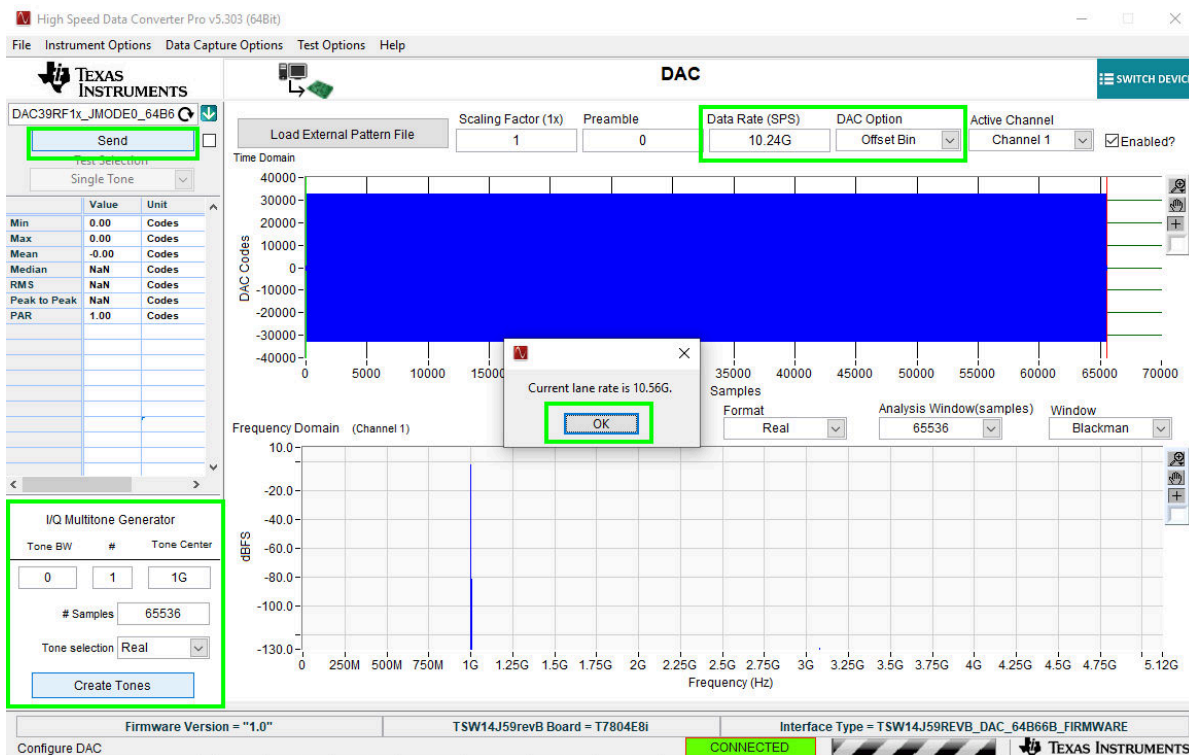 High Speed Data Converter Pro v5.303 (64Bit)
File Instrument Options Data Capture Options Test Options Help
TEXAS INSTRUMENTS
DAC
SWITCH DEVICE
DAC39RF1x_JMODE0_64B6
Send
Test Selection
Single Tone
Value Unit
Min 0.00 Codes
Max 0.00 Codes
Mean -0.00 Codes
Median NaN Codes
RMS NaN Codes
Peak to Peak NaN Codes
PAR 1.00 Codes
I/Q Multitone Generator
Tone BW # Tone Center
0 1 1G
# Samples 65536
Tone selection Real
Create Tones
Load External Pattern File
Scaling Factor (1x) Preamble Data Rate (SPS) DAC Option Active Channel
1 0 10.24G Offset Bin Channel 1 Enabled?
Time Domain
40000
30000
20000
10000
0
-10000
-20000
-30000
-40000
DAC Codes
0 5000 10000 1500 35000 40000 45000 50000 55000 60000 65000 70000
Samples
Current lane rate is 10.56G.
OK
Format Analysis Window(samples) Window
Real 65536 Blackman
Frequency Domain (Channel 1)
10.0
-20.0
-40.0
-60.0
-80.0
-100.0
-130.0
dBFS
0 250M 500M 750M 1G 1.25G 1.5G 1.75G 2G 2.25G 2.5G 2.75G 3G 3.25G 3.5G 3.75G 4G 4.25G 4.5G 4.75G 5.12G
Frequency (Hz)
Firmware Version = "1.0" TSW14J59revB Board = T7804E8i Interface Type = TSW14J59REVB_DAC_64B66B_FIRMWARE
Configure DAC CONNECTED TEXAS INSTRUMENTS